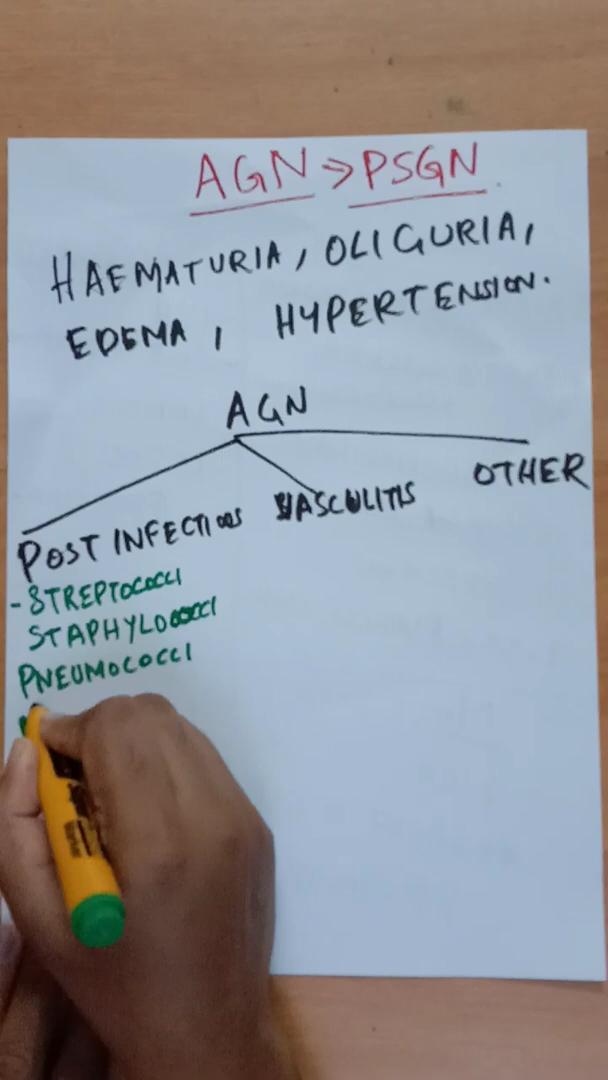 AGN → PSGN
HAEMATURIA, OLIGURIA,
EDEMA, HYPERTENSION.
AGN
POST INFECTIOUS VASCULITIS OTHER
- STREPTOCOCCI
STAPHYLOCOCCI
PNEUMOCOCCI